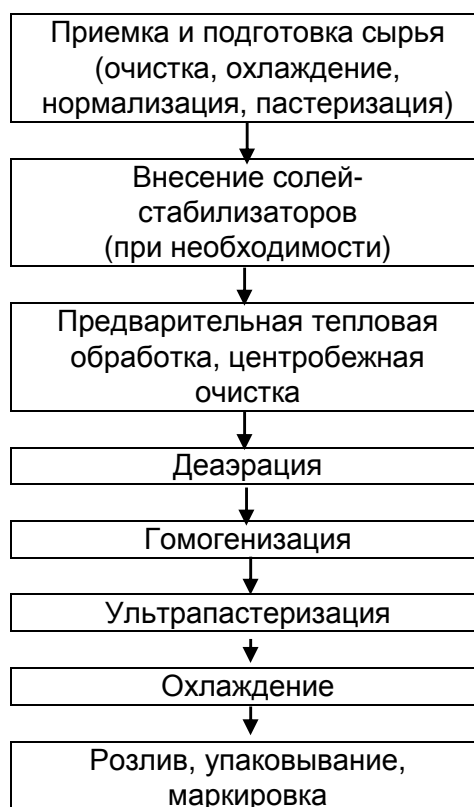 Приемка и подготовка сырья
(очистка, охлаждение,
нормализация, пастеризация)
Внесение солей-
стабилизаторов
(при необходимости)
Предварительная тепловая
обработка, центробежная
очистка
Деаэрация
Гомогенизация
Ультрапастеризация
Охлаждение
Розлив, упаковывание,
маркировка